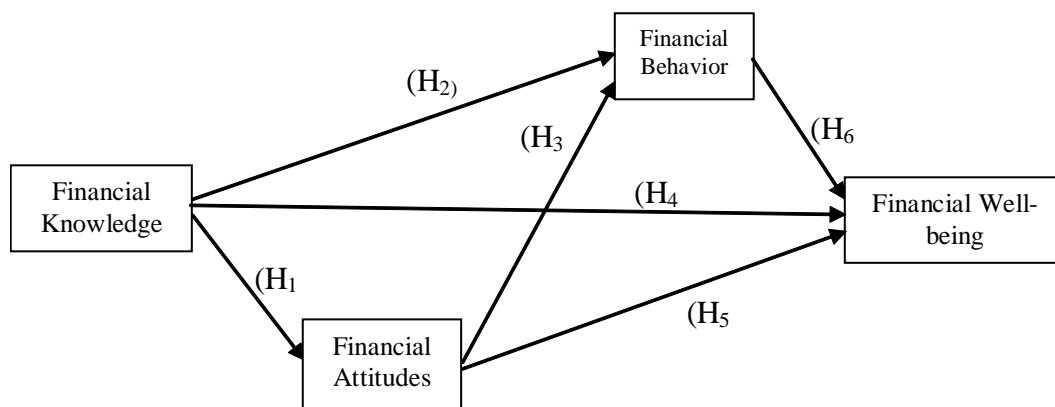 Financial
Behavior
(H2)
(H3
(H6
Financial
Knowledge
(H4
Financial Well-
being
(H1
(H5
Financial
Attitudes